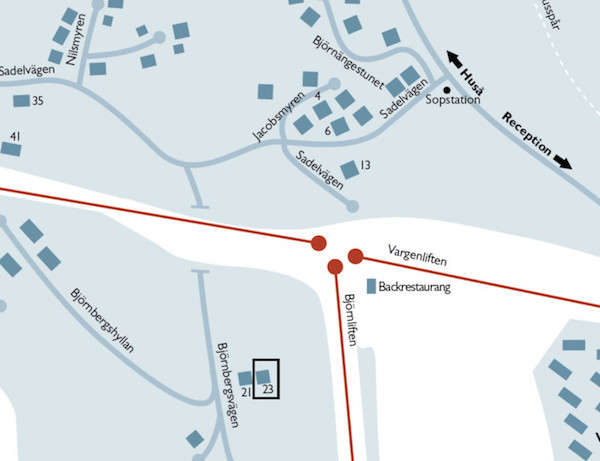 Nilsmyren
Björnängestunet
Huså
Sadelvägen
35
4
Jacobsmyren
Sadelvägen
Sopstation
Reception
6
41
Sadelvägen
13
Vargenliften
Backrestaurang
Björnliften
Björnbergshyllan
Björnbergsvägen
21
23